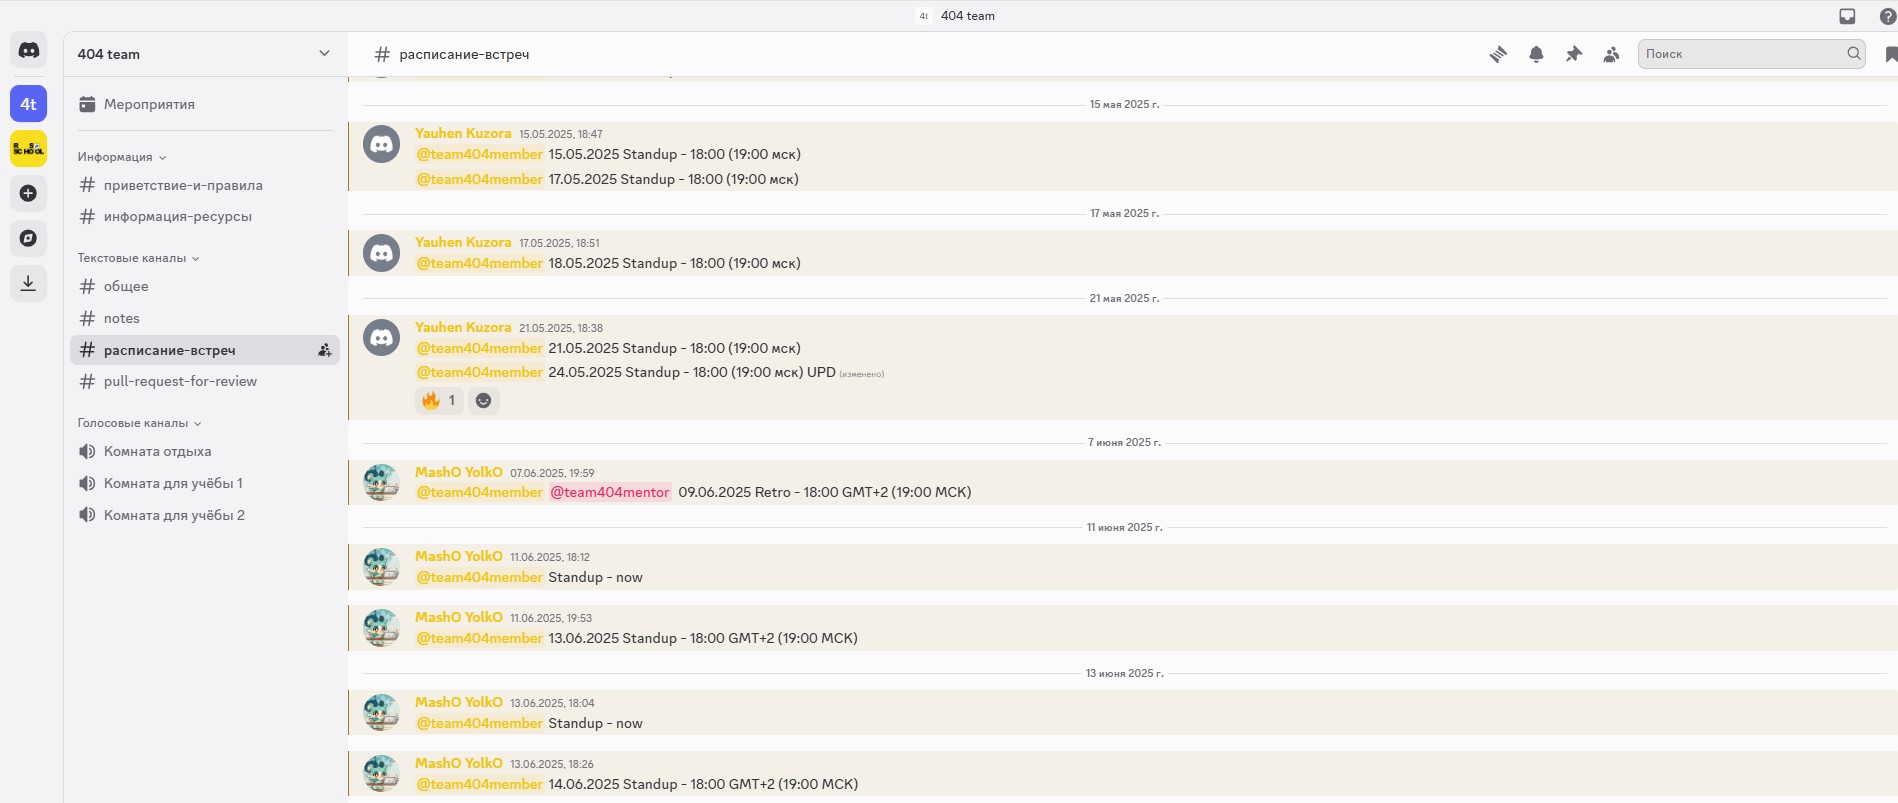 4t 404 team
404 team
расписание-встреч
Поиск
4t
Мероприятия
Информация
приветствие-и-правила
информация-ресурсы
Текстовые каналы
общее
notes
расписание-встреч
pull-request-for-review
Голосовые каналы
Комната отдыха
Комната для учёбы 1
Комната для учёбы 2
15 мая 2025 г.
Yauhen Kuzora 15.05.2025, 18:47
@team404member 15.05.2025 Standup - 18:00 (19:00 мск)
@team404member 17.05.2025 Standup - 18:00 (19:00 мск)
17 мая 2025 г.
Yauhen Kuzora 17.05.2025, 18:51
@team404member 18.05.2025 Standup - 18:00 (19:00 мск)
21 мая 2025 г.
Yauhen Kuzora 21.05.2025, 18:38
@team404member 21.05.2025 Standup - 18:00 (19:00 мск)
@team404member 24.05.2025 Standup - 18:00 (19:00 мск) UPD (изменено)
1
7 июня 2025 г.
MashO YolkO 07.06.2025, 19:59
@team404member @team404mentor 09.06.2025 Retro - 18:00 GMT+2 (19:00 МСК)
11 июня 2025 г.
MashO YolkO 11.06.2025, 18:12
@team404member Standup - now
MashO YolkO 11.06.2025, 19:53
@team404member 13.06.2025 Standup - 18:00 GMT+2 (19:00 МСК)
13 июня 2025 г.
MashO YolkO 13.06.2025, 18:04
@team404member Standup - now
MashO YolkO 13.06.2025, 18:26
@team404member 14.06.2025 Standup - 18:00 GMT+2 (19:00 МСК)